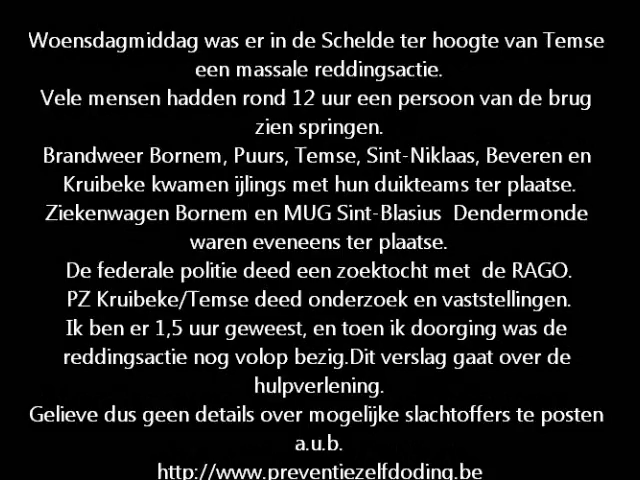 Woensdagmiddag was er in de Schelde ter hoogte van Temse
een massale reddingsactie.
Vele mensen hadden rond 12 uur een persoon van de brug
zien springen.
Brandweer Bornem, Puurs, Temse, Sint-Niklaas, Beveren en
Kruibeke kwamen ijlings met hun duikteams ter plaatse.
Ziekenwagen Bornem en MUG Sint-Blasius  Dendermonde
waren eveneens ter plaatse.
De federale politie deed een zoektocht met  de RAGO.
PZ Kruibeke/Temse deed onderzoek en vaststellingen.
Ik ben er 1,5 uur geweest, en toen ik doorging was de
reddingsactie nog volop bezig.Dit verslag gaat over de
hulpverlening.
Gelieve dus geen details over mogelijke slachtoffers te posten
a.u.b.
http://www.preventiezelfdoding.be